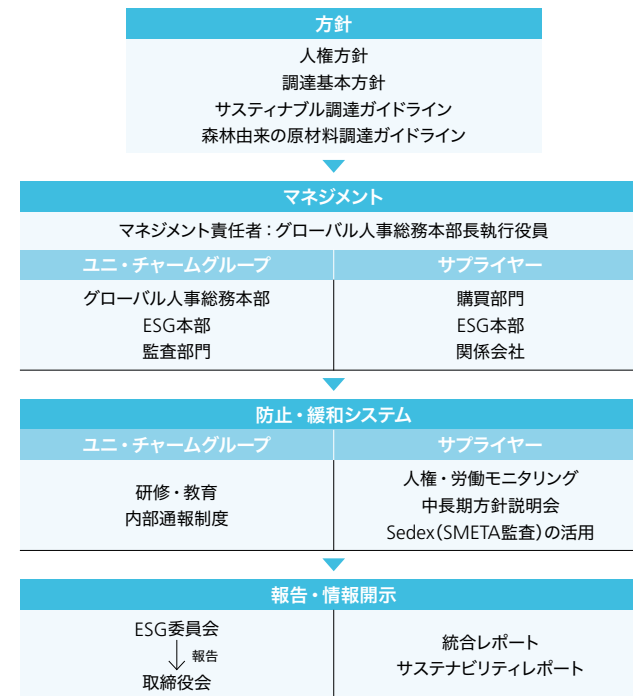 方針
人権方針
調達基本方針
サスティナブル調達ガイドライン
森林由来の原材料調達ガイドライン
マネジメント
マネジメント責任者：グローバル人事総務本部長執行役員
ユニ・チャームグループ
サプライヤー
グローバル人事総務本部
ESG本部
監査部門
購買部門
ESG本部
関係会社
防止・緩和システム
ユニ・チャームグループ
サプライヤー
研修・教育
内部通報制度
人権・労働モニタリング
中長期方針説明会
Sedex（SMETA監査）の活用
報告・情報開示
ESG委員会
報告
取締役会
統合レポート
サステナビリティレポート